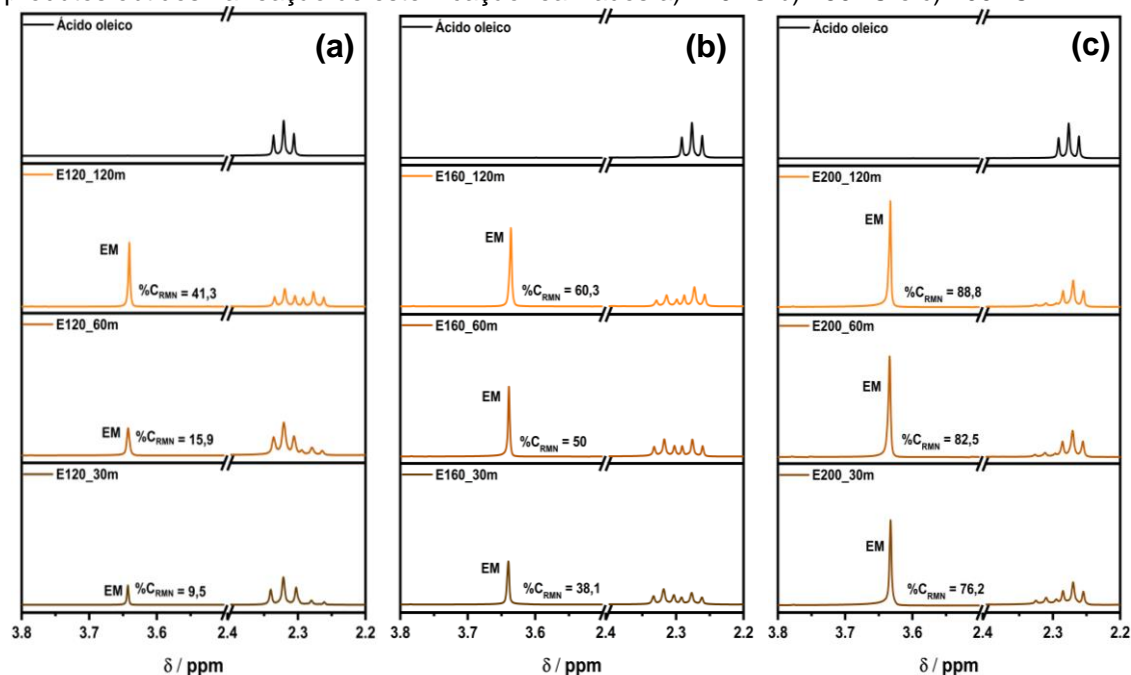 Ácido oleico
(a)
E120_120m
EM
%C_RMN = 41,3
E120_60m
EM
%C_RMN = 15,9
E120_30m
EM
%C_RMN = 9,5
3.8 3.7 3.6 2.4 2.3 2.2
δ / ppm
Ácido oleico
(b)
E160_120m
EM
%C_RMN = 60,3
E160_60m
EM
%C_RMN = 50
E160_30m
EM
%C_RMN = 38,1
3.8 3.7 3.6 2.4 2.3 2.2
δ / ppm
Ácido oleico
(c)
E200_120m
EM
%C_RMN = 88,8
E200_60m
EM
%C_RMN = 82,5
E200_30m
EM
%C_RMN = 76,2
3.8 3.7 3.6 2.4 2.3 2.2
δ / ppm